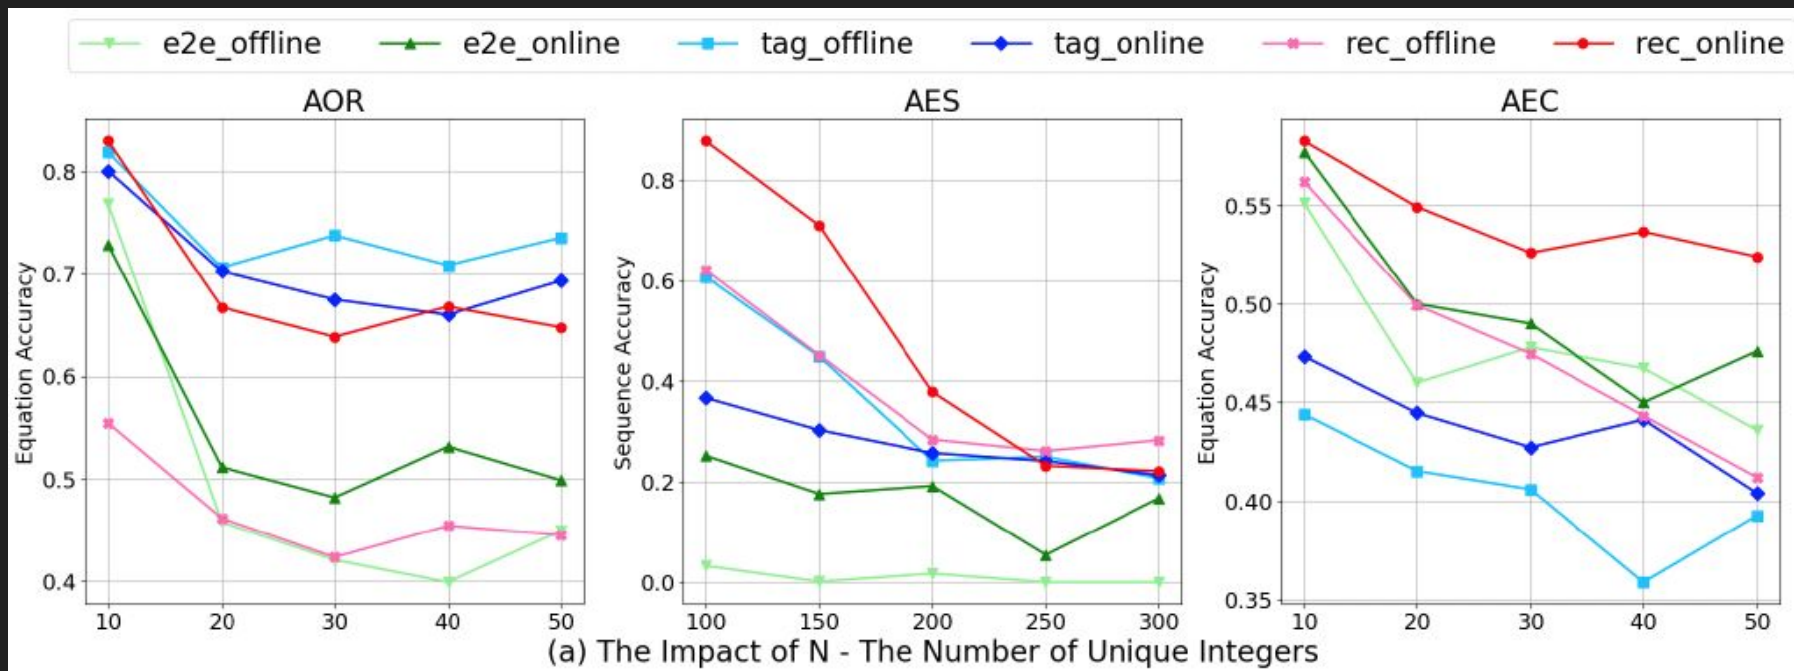 e2e_offline e2e_online tag_offline tag_online rec_offline rec_online
AOR AES AEC
Equation Accuracy
0.8
0.7
0.6
0.5
0.4
10 20 30 40 50
Sequence Accuracy
0.8
0.6
0.4
0.2
0.0
100 150 200 250 300
Equation Accuracy
0.55
0.50
0.45
0.40
0.35
10 20 30 40 50
(a) The Impact of N - The Number of Unique Integers